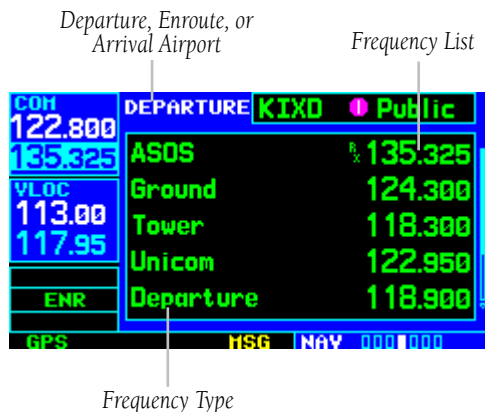 Departure, Enroute, or
Arrival Airport
Frequency List
COM
122.800
135.325
VLOC
113.00
117.95
ENR
DEPARTURE KIXD Public
ASOS Rx 135.325
Ground 124.300
Tower 118.300
Unicom 122.950
Departure 118.900
GPS MSG NAV
Frequency Type